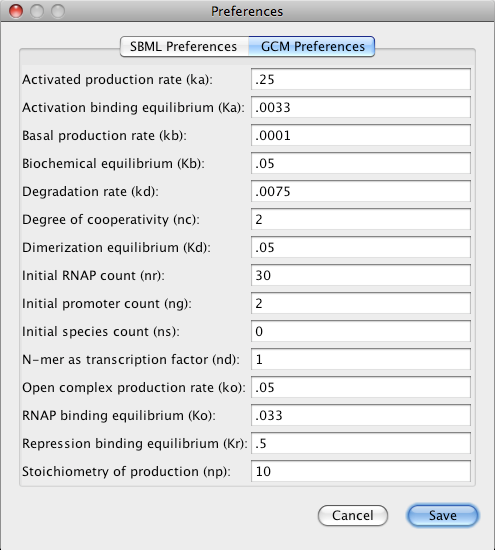 Preferences
SBML Preferences GCM Preferences
Activated production rate (ka): .25
Activation binding equilibrium (Ka): .0033
Basal production rate (kb): .0001
Biochemical equilibrium (Kb): .05
Degradation rate (kd): .0075
Degree of cooperativity (nc): 2
Dimerization equilibrium (Kd): .05
Initial RNAP count (nr): 30
Initial promoter count (ng): 2
Initial species count (ns): 0
N-mer as transcription factor (nd): 1
Open complex production rate (ko): .05
RNAP binding equilibrium (Ko): .033
Repression binding equilibrium (Kr): .5
Stoichiometry of production (np): 10
Cancel Save